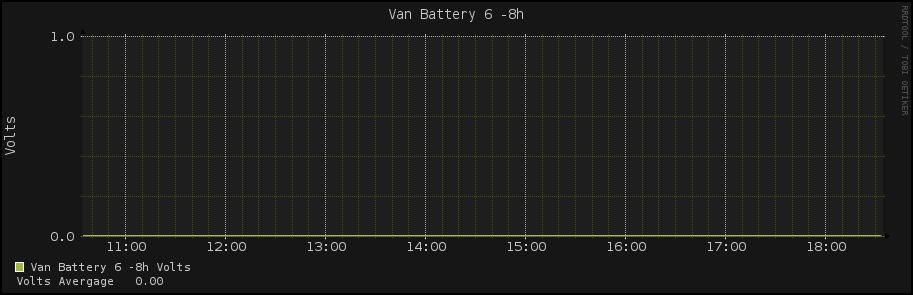 Van Battery 6 -8h
RRDTOOL / TOBI OETIKER
1.0
Volts
0.0
11:00 12:00 13:00 14:00 15:00 16:00 17:00 18:00
Van Battery 6 -8h Volts
Volts Avergage 0.00